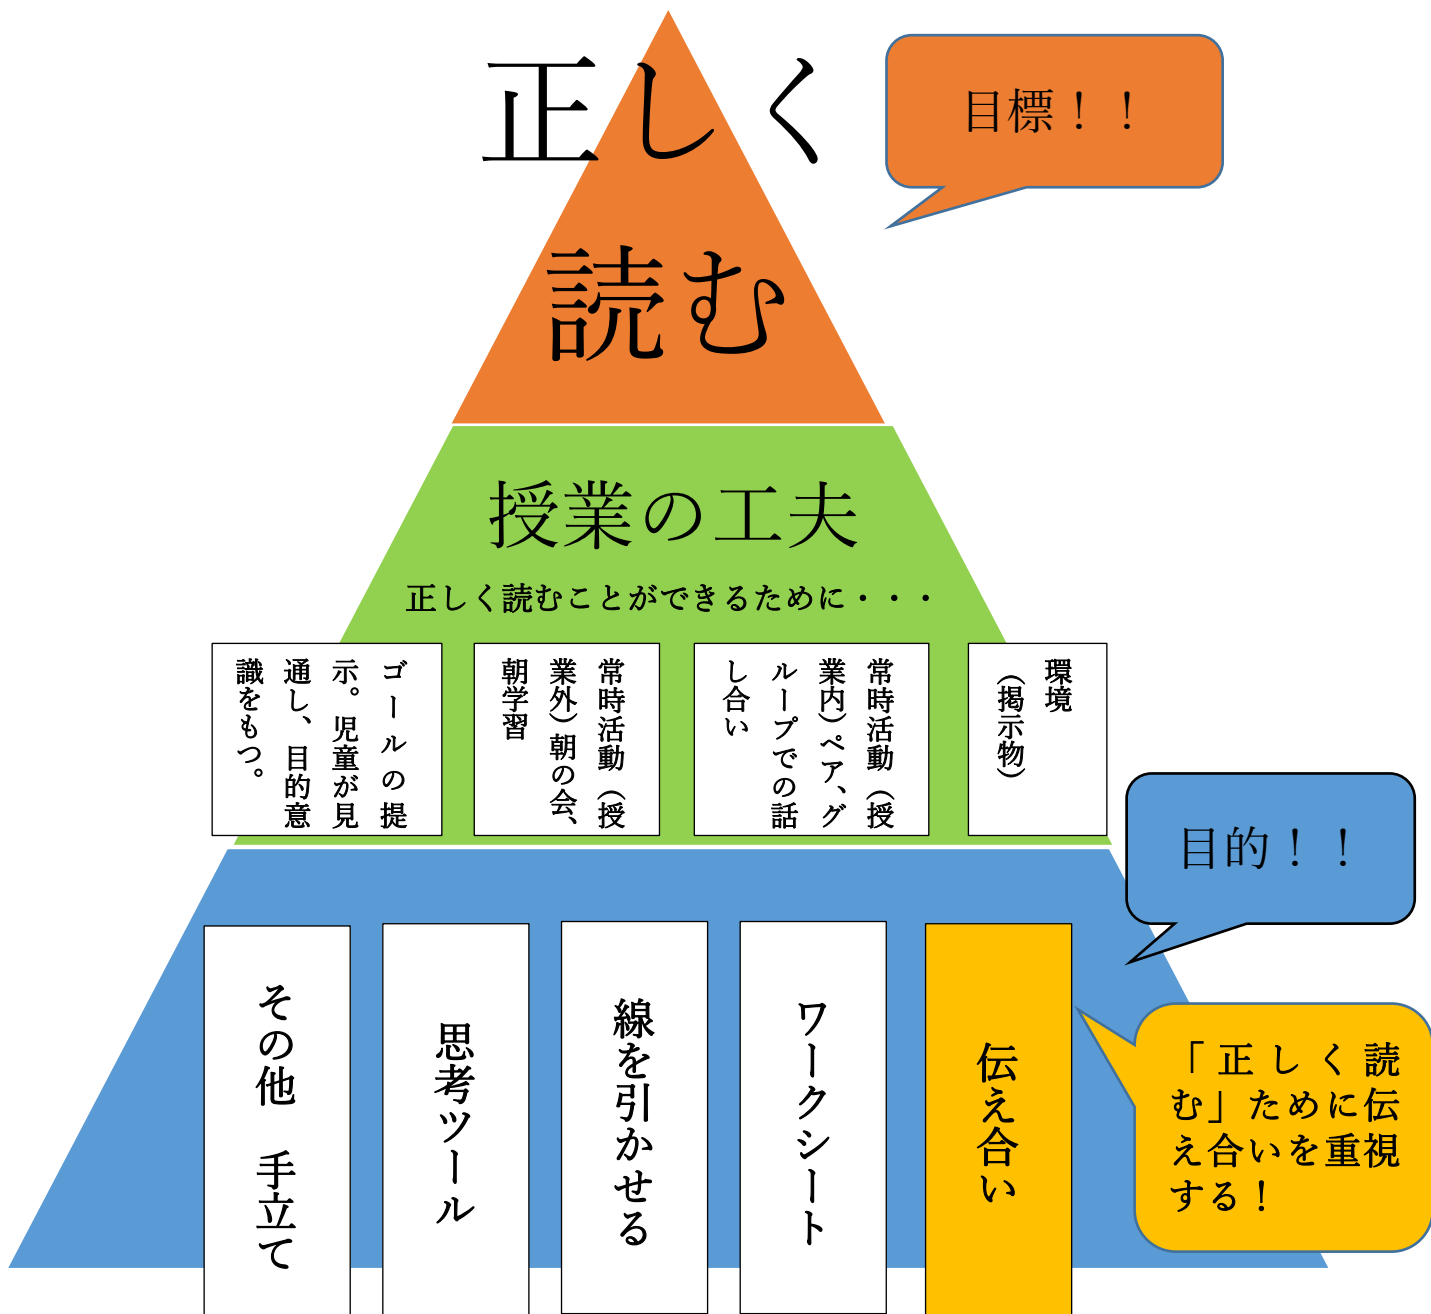 正しく
読む
目標！！
授業の工夫
正しく読むことができるために・・・
ゴールの提
示。児童が見
通し、目的意
識をもつ。
常時活動（授
業外）朝の会、
朝学習
常時活動（授
業内）ペア、グ
ループでの話
し合い
環境
（掲示物）
目的！！
その他　手立て
思考ツール
線を引かせる
ワークシート
伝え合い
「正しく読
む」ために伝
え合いを重視
する！